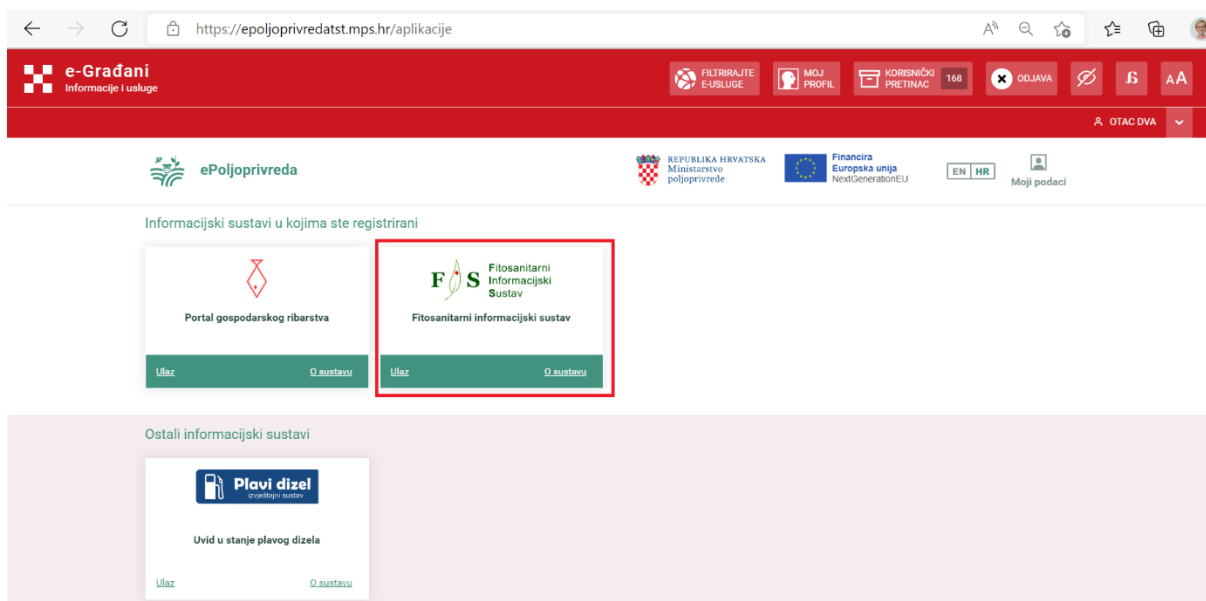 https://epoljoprivredatst.mps.hr/aplikacije
e-Građani
Informacije i usluge
FILTRIRAJTE
E-USLUGE
MOJ
PROFIL
KORISNIČKI
PRETINAC
168
ODJAVA
AA
OTAC DVA
ePoljoprivreda
REPUBLIKA HRVATSKA
Ministarstvo
poljoprivrede
Financira
Europska unija
NextGenerationEU
EN HR
Moji podaci
Informacijski sustavi u kojima ste registrirani
Portal gospodarskog ribarstva
Ulaz O sustavu
FIS
Fitosanitarni
Informacijski
Sustav
Fitosanitarni informacijski sustav
Ulaz O sustavu
Ostali informacijski sustavi
Plavi dizel
izvještajni sustav
Uvid u stanje plavog dizela
Ulaz O sustavu